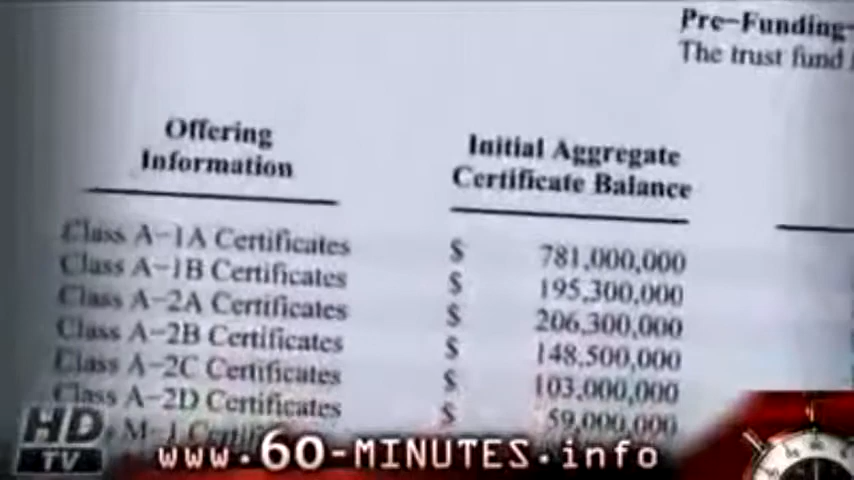 Pre-Funding
The trust fund
Offering
Information
Initial Aggregate
Certificate Balance
Class A-1A Certificates $ 781,000,000
Class A-1B Certificates $ 195,300,000
Class A-2A Certificates $ 206,300,000
Class A-2B Certificates $ 148,500,000
Class A-2C Certificates $ 103,000,000
Class A-2D Certificates $ 59,000,000
M-1
HD
TV
www.60-MINUTES.info